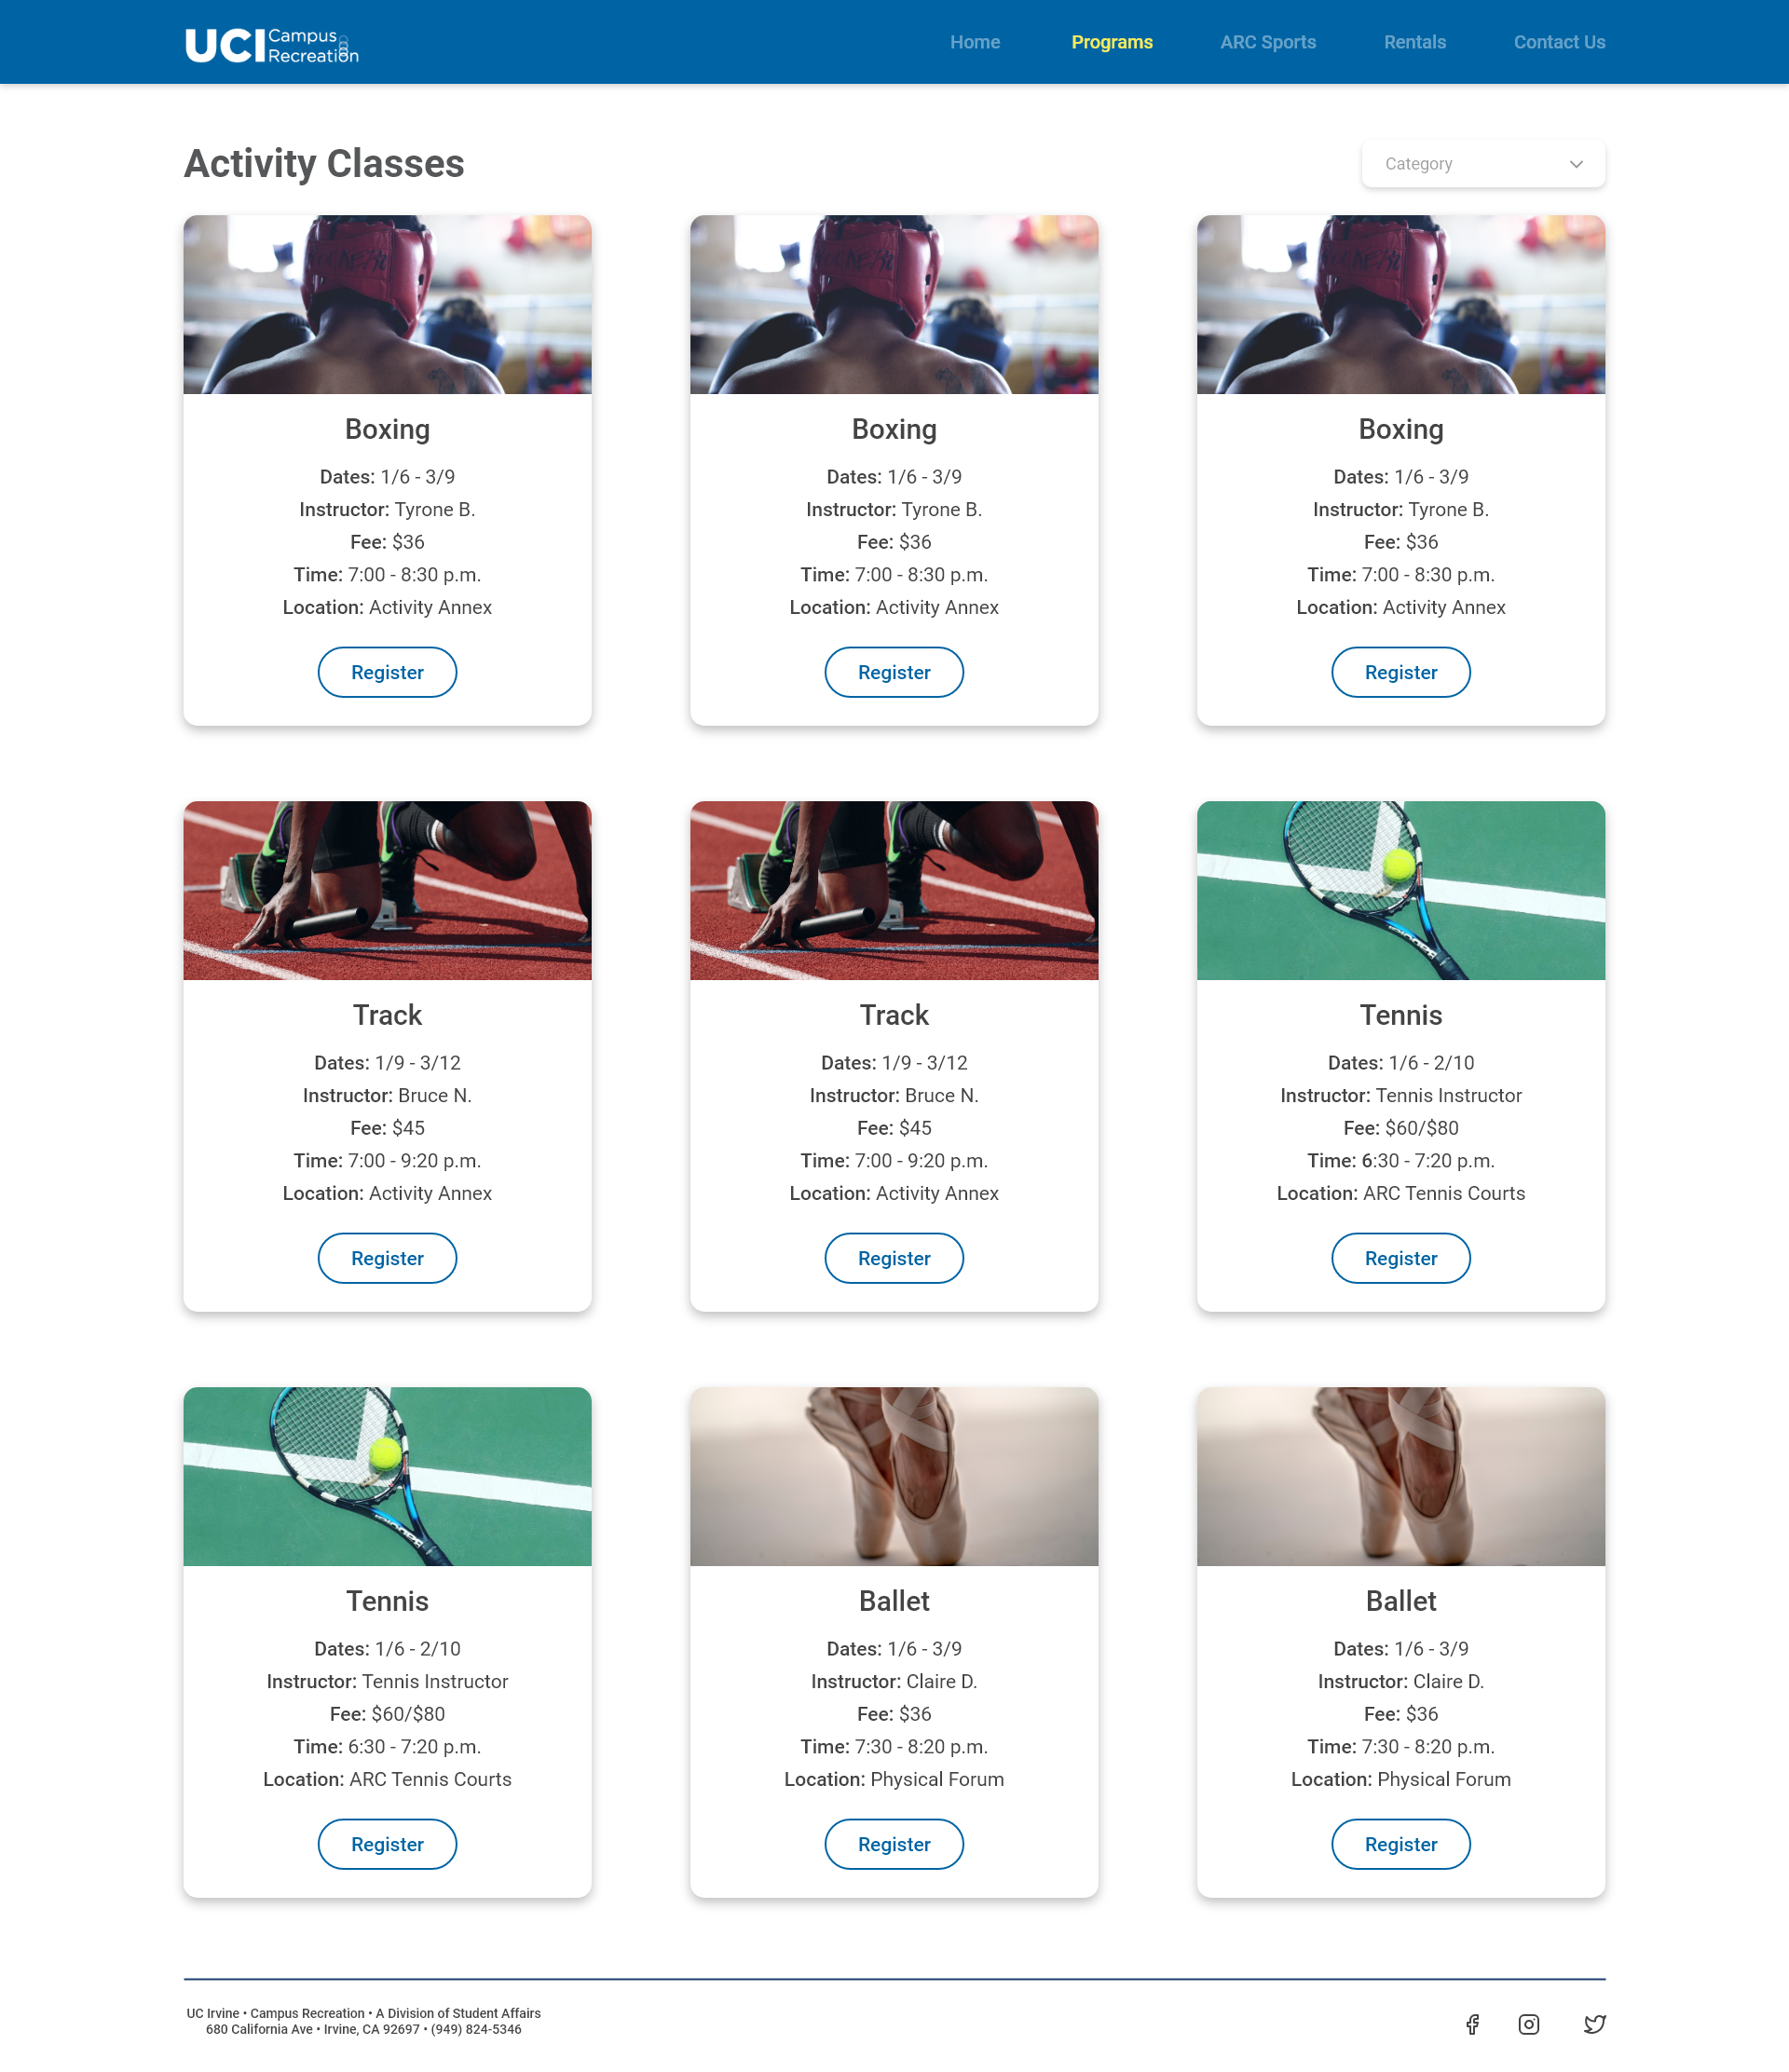 UCI Campus Recreation
Home Programs ARC Sports Rentals Contact Us
Activity Classes
Category
Boxing
Dates: 1/6 - 3/9
Instructor: Tyrone B.
Fee: $36
Time: 7:00 - 8:30 p.m.
Location: Activity Annex
Register
Boxing
Dates: 1/6 - 3/9
Instructor: Tyrone B.
Fee: $36
Time: 7:00 - 8:30 p.m.
Location: Activity Annex
Register
Boxing
Dates: 1/6 - 3/9
Instructor: Tyrone B.
Fee: $36
Time: 7:00 - 8:30 p.m.
Location: Activity Annex
Register
Track
Dates: 1/9 - 3/12
Instructor: Bruce N.
Fee: $45
Time: 7:00 - 9:20 p.m.
Location: Activity Annex
Register
Track
Dates: 1/9 - 3/12
Instructor: Bruce N.
Fee: $45
Time: 7:00 - 9:20 p.m.
Location: Activity Annex
Register
Tennis
Dates: 1/6 - 2/10
Instructor: Tennis Instructor
Fee: $60/$80
Time: 6:30 - 7:20 p.m.
Location: ARC Tennis Courts
Register
Tennis
Dates: 1/6 - 2/10
Instructor: Tennis Instructor
Fee: $60/$80
Time: 6:30 - 7:20 p.m.
Location: ARC Tennis Courts
Register
Ballet
Dates: 1/6 - 3/9
Instructor: Claire D.
Fee: $36
Time: 7:30 - 8:20 p.m.
Location: Physical Forum
Register
Ballet
Dates: 1/6 - 3/9
Instructor: Claire D.
Fee: $36
Time: 7:30 - 8:20 p.m.
Location: Physical Forum
Register
UC Irvine • Campus Recreation • A Division of Student Affairs
680 California Ave • Irvine, CA 92697 • (949) 824-5346